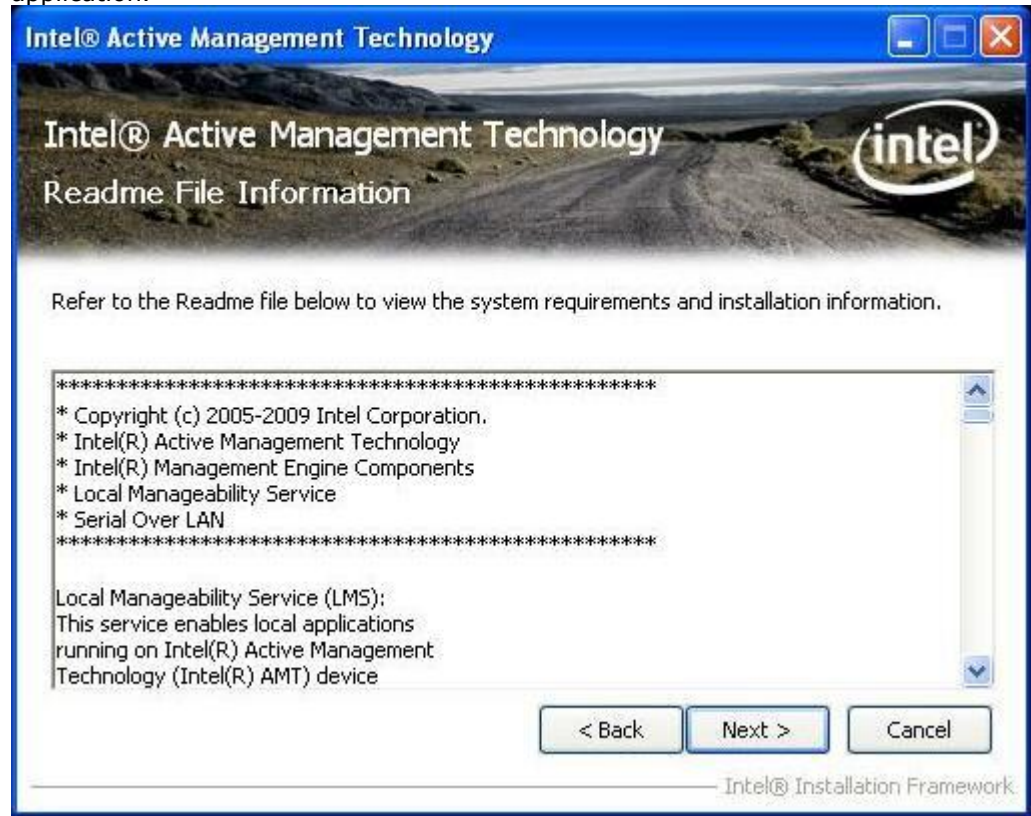 application.
Intel® Active Management Technology
Intel® Active Management Technology
intel
Readme File Information
Refer to the Readme file below to view the system requirements and installation information.
**************************************************
* Copyright (c) 2005-2009 Intel Corporation.
* Intel(R) Active Management Technology
* Intel(R) Management Engine Components
* Local Manageability Service
* Serial Over LAN
**************************************************
Local Manageability Service (LMS):
This service enables local applications
running on Intel(R) Active Management
Technology (Intel(R) AMT) device
< Back Next > Cancel
Intel® Installation Framework